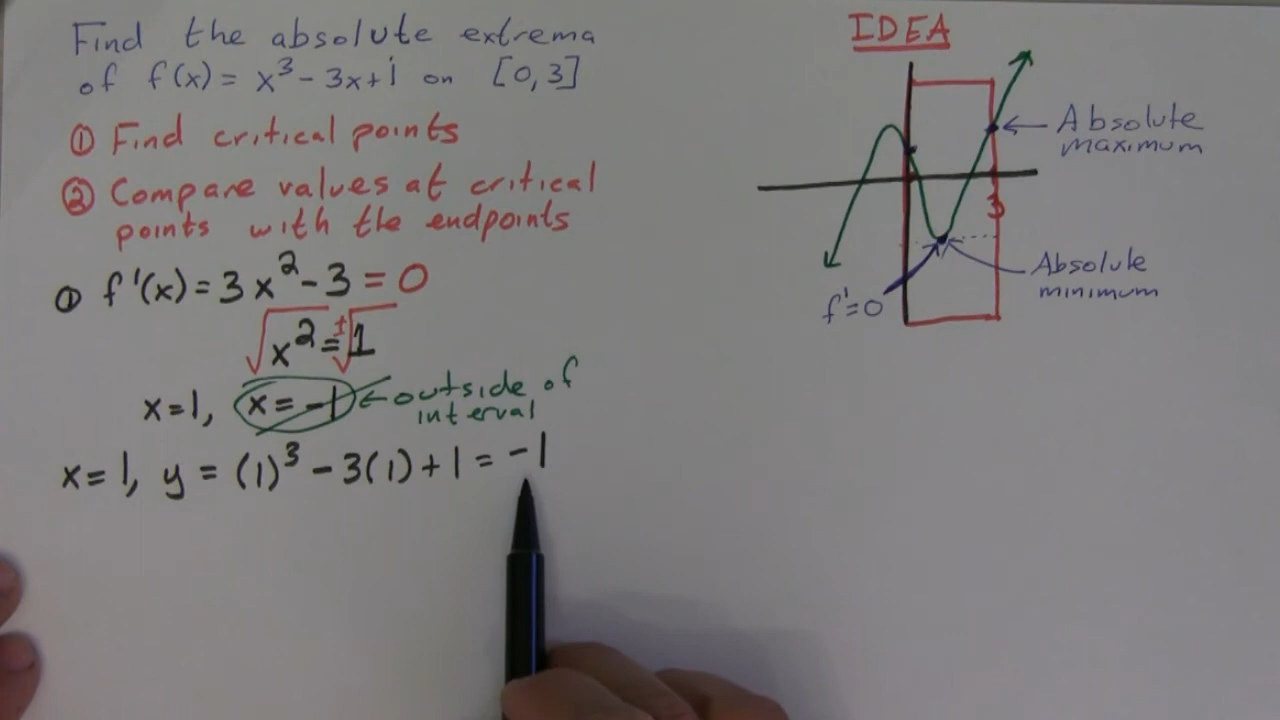 Find the absolute extrema
of f(x) = x³ - 3x + 1 on [0,3]
① Find critical points
② Compare values at critical
points with the endpoints
① f'(x) = 3x² - 3 = 0
√x² = ±√1
x=1, x=-1 ← outside of
interval
x=1, y = (1)³ - 3(1) + 1 = -1
IDEA
Absolute
maximum
3
Absolute
minimum
f'=0